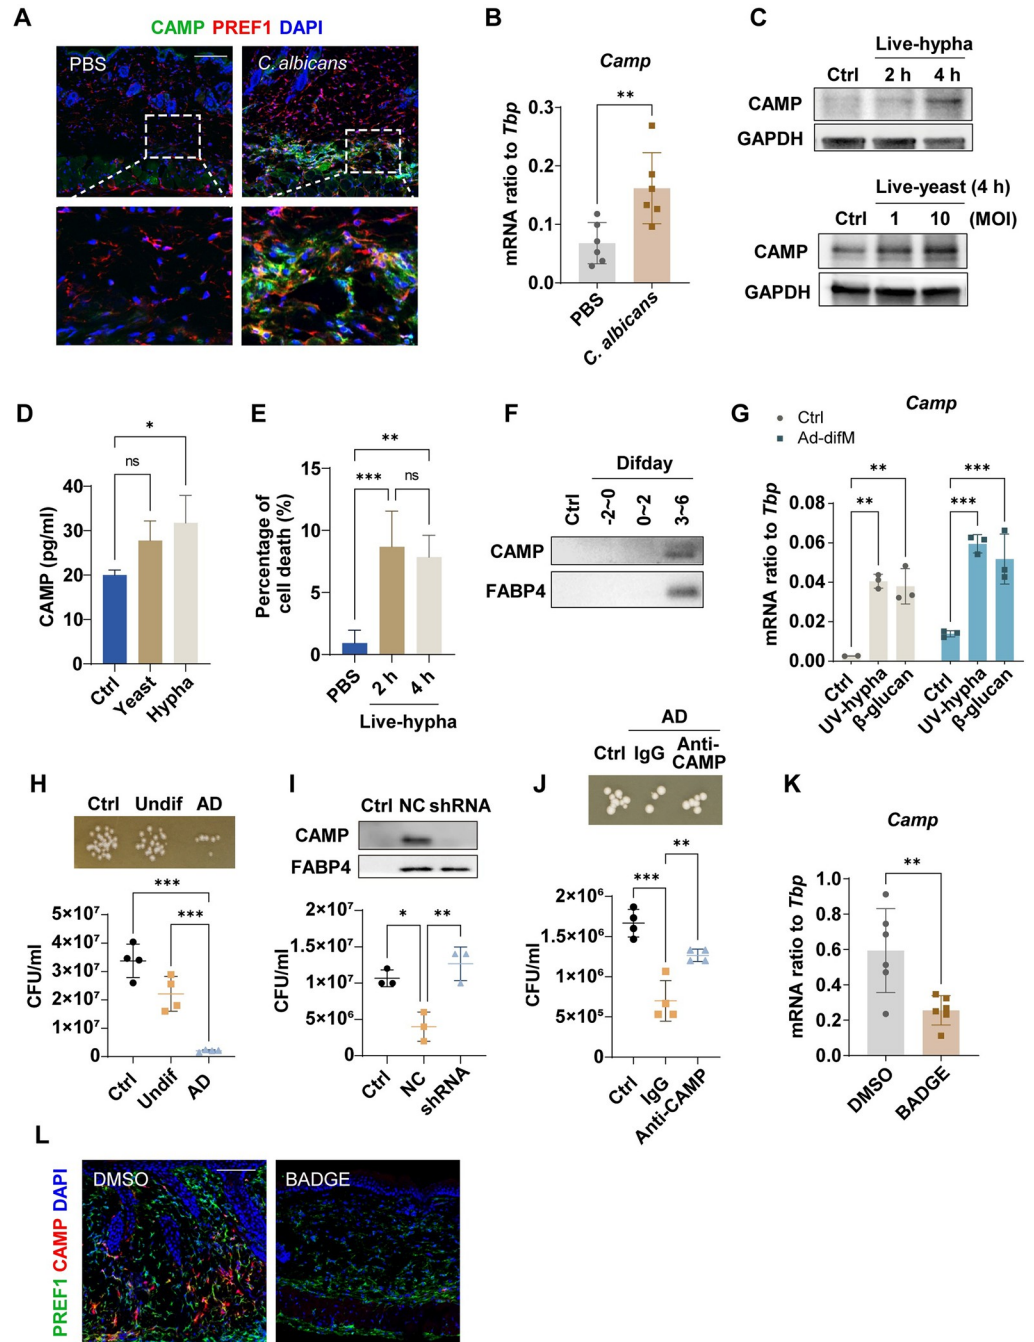 A
CAMP PREF1 DAPI
PBS
C. albicans
B
Camp
**
mRNA ratio to Tbp
0.3
0.2
0.1
0.0
PBS
C. albicans
C
Live-hypha
Ctrl 2 h 4 h
CAMP
GAPDH
Live-yeast (4 h)
Ctrl 1 10 (MOI)
CAMP
GAPDH
D
*
ns
CAMP (pg/ml)
40
30
20
10
0
Ctrl
Yeast
Hypha
E
**
*** ns
Percentage of
cell death (%)
15
10
5
0
PBS
2 h
4 h
Live-hypha
F
Difday
Ctrl
-2~0
0~2
3~6
CAMP
FABP4
G
Camp
Ctrl
Ad-difM
** ***
** ***
mRNA ratio to Tbp
0.08
0.06
0.04
0.02
0.00
Ctrl
UV-hypha
β-glucan
Ctrl
UV-hypha
β-glucan
H
Ctrl Undif AD
***
***
CFU/ml
5×10⁷
4×10⁷
3×10⁷
2×10⁷
1×10⁷
0
Ctrl
Undif
AD
I
Ctrl NC shRNA
CAMP
FABP4
* **
CFU/ml
2×10⁷
1×10⁷
1×10⁷
5×10⁶
0
Ctrl
NC
shRNA
J
AD
Ctrl IgG Anti-
CAMP
**
***
CFU/ml
2×10⁶
1.5×10⁶
1×10⁶
5×10⁵
0
Ctrl
IgG
Anti-CAMP
K
Camp
**
mRNA ratio to Tbp
1.0
0.8
0.6
0.4
0.2
0.0
DMSO
BADGE
L
PREF1 CAMP DAPI
DMSO
BADGE